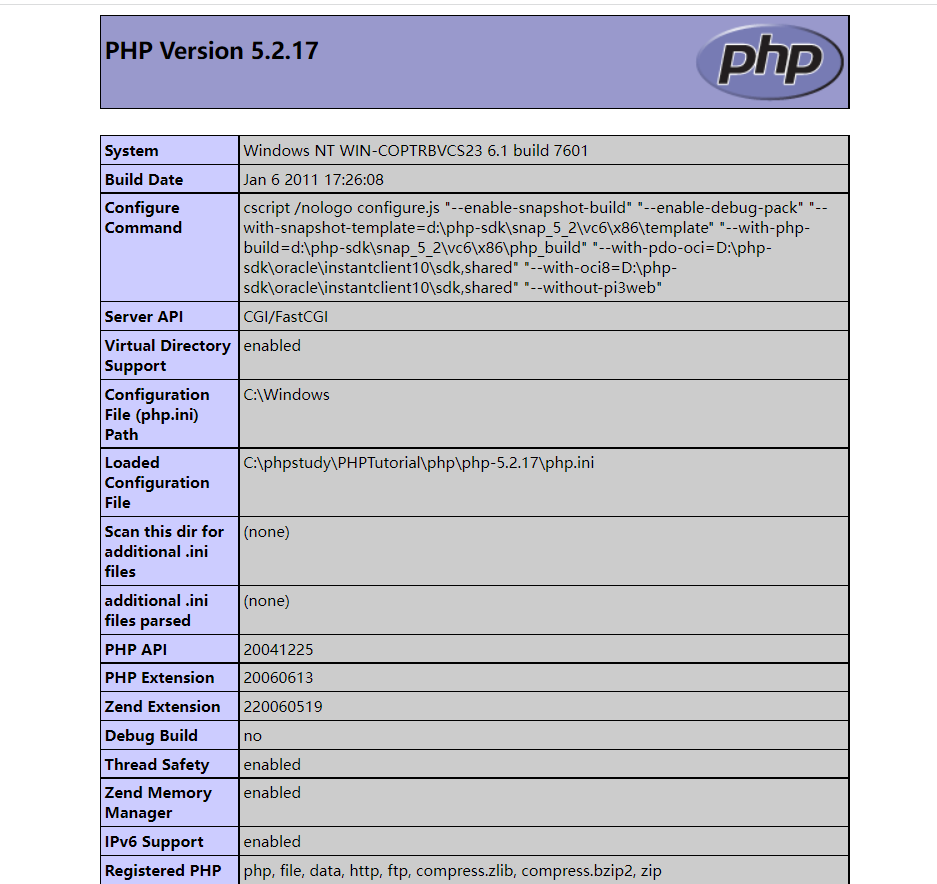 PHP Version 5.2.17
php
System Windows NT WIN-COPTRBVCS23 6.1 build 7601
Build Date Jan 6 2011 17:26:08
Configure cscript /nologo configure.js "--enable-snapshot-build" "--enable-debug-pack" "--
Command with-snapshot-template=d:\php-sdk\snap_5_2\vc6\x86\template" "--with-php-
build=d:\php-sdk\snap_5_2\vc6\x86\php_build" "--with-pdo-oci=D:\php-
sdk\oracle\instantclient10\sdk,shared" "--with-oci8=D:\php-
sdk\oracle\instantclient10\sdk,shared" "--without-pi3web"
Server API CGI/FastCGI
Virtual Directory enabled
Support
Configuration C:\Windows
File (php.ini)
Path
Loaded C:\phpstudy\PHPTutorial\php\php-5.2.17\php.ini
Configuration
File
Scan this dir for (none)
additional .ini
files
additional .ini (none)
files parsed
PHP API 20041225
PHP Extension 20060613
Zend Extension 220060519
Debug Build no
Thread Safety enabled
Zend Memory enabled
Manager
IPv6 Support enabled
Registered PHP php, file, data, http, ftp, compress.zlib, compress.bzip2, zip